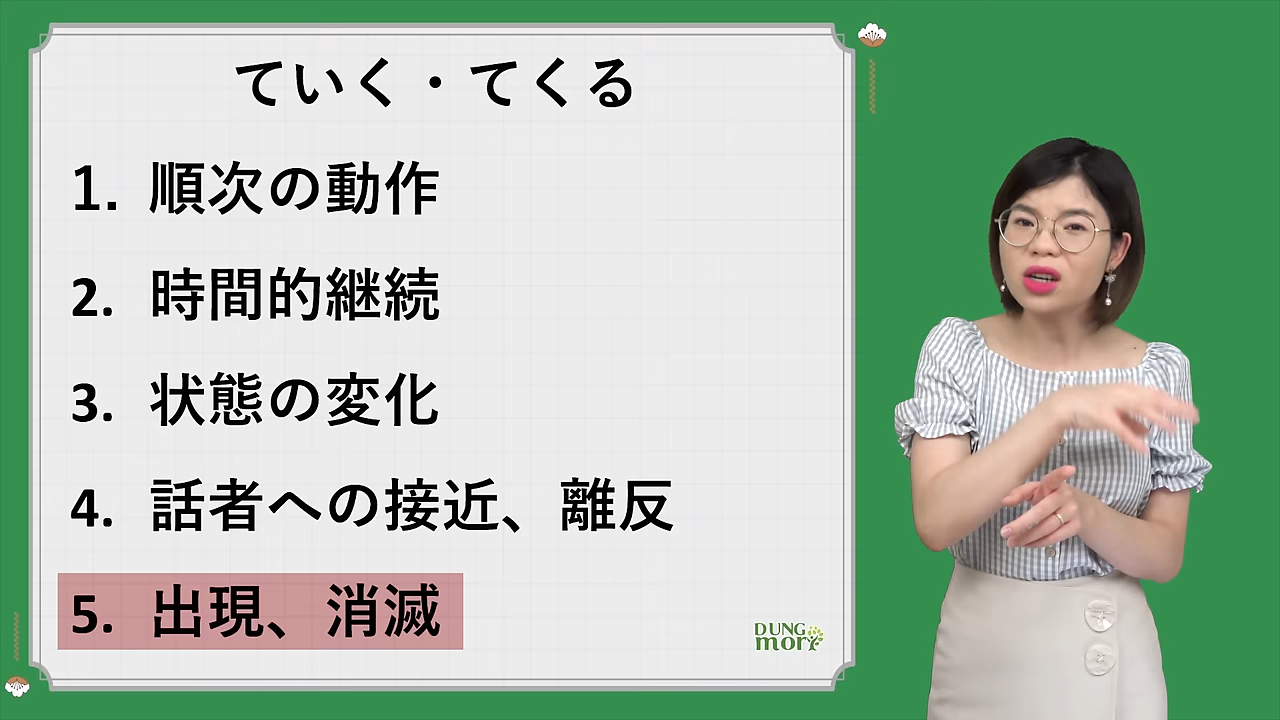 ていく・てくる
1. 順次の動作
2. 時間的継続
3. 状態の変化
4. 話者への接近、離反
5. 出現、消滅
DUNG
mori